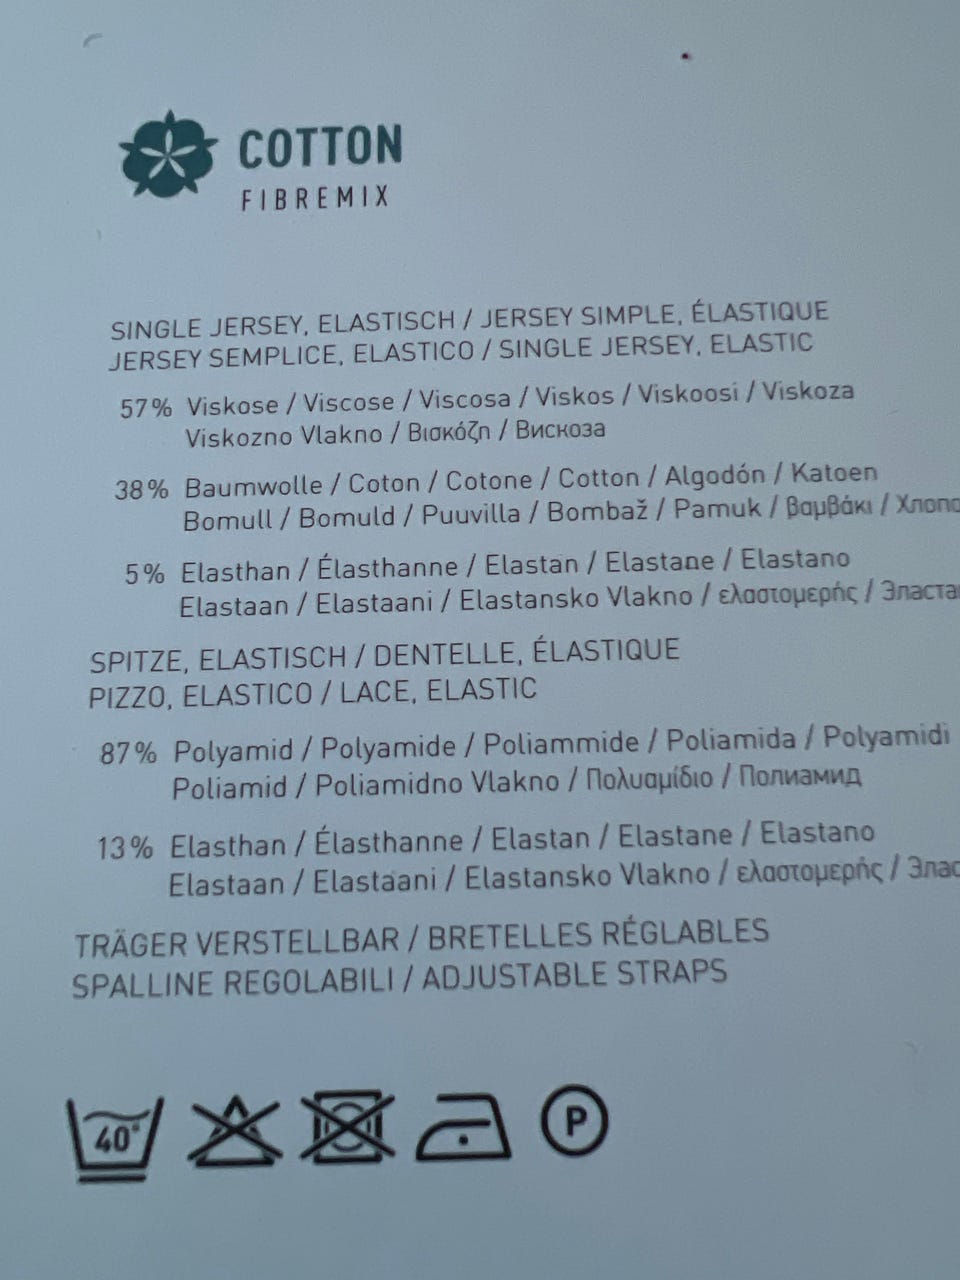 COTTON
FIBREMIX
SINGLE JERSEY, ELASTISCH / JERSEY SIMPLE, ÉLASTIQUE
JERSEY SEMPLICE, ELASTICO / SINGLE JERSEY, ELASTIC
57% Viskose / Viscose / Viscosa / Viskos / Viskoosi / Viskoza
Viskozno Vlakno / Βισκόζη / Вискоза
38% Baumwolle / Coton / Cotone / Cotton / Algodón / Katoen
Bomull / Bomuld / Puuvilla / Bombaž / Pamuk / βαμβάκι /
5% Elasthan / Élasthanne / Elastan / Elastane / Elastano
Elastaan / Elastaani / Elastansko Vlakno / ελαστομερής /
SPITZE, ELASTISCH / DENTELLE, ÉLASTIQUE
PIZZO, ELASTICO / LACE, ELASTIC
87% Polyamid / Polyamide / Poliammide / Poliamida / Polyamidi
Poliamid / Poliamidno Vlakno / Πολυαμίδιο / Полиамид
13% Elasthan / Élasthanne / Elastan / Elastane / Elastano
Elastaan / Elastaani / Elastansko Vlakno / ελαστομερής /
TRÄGER VERSTELLBAR / BRETELLES RÉGLABLES
SPALLINE REGOLABILI / ADJUSTABLE STRAPS
40° P